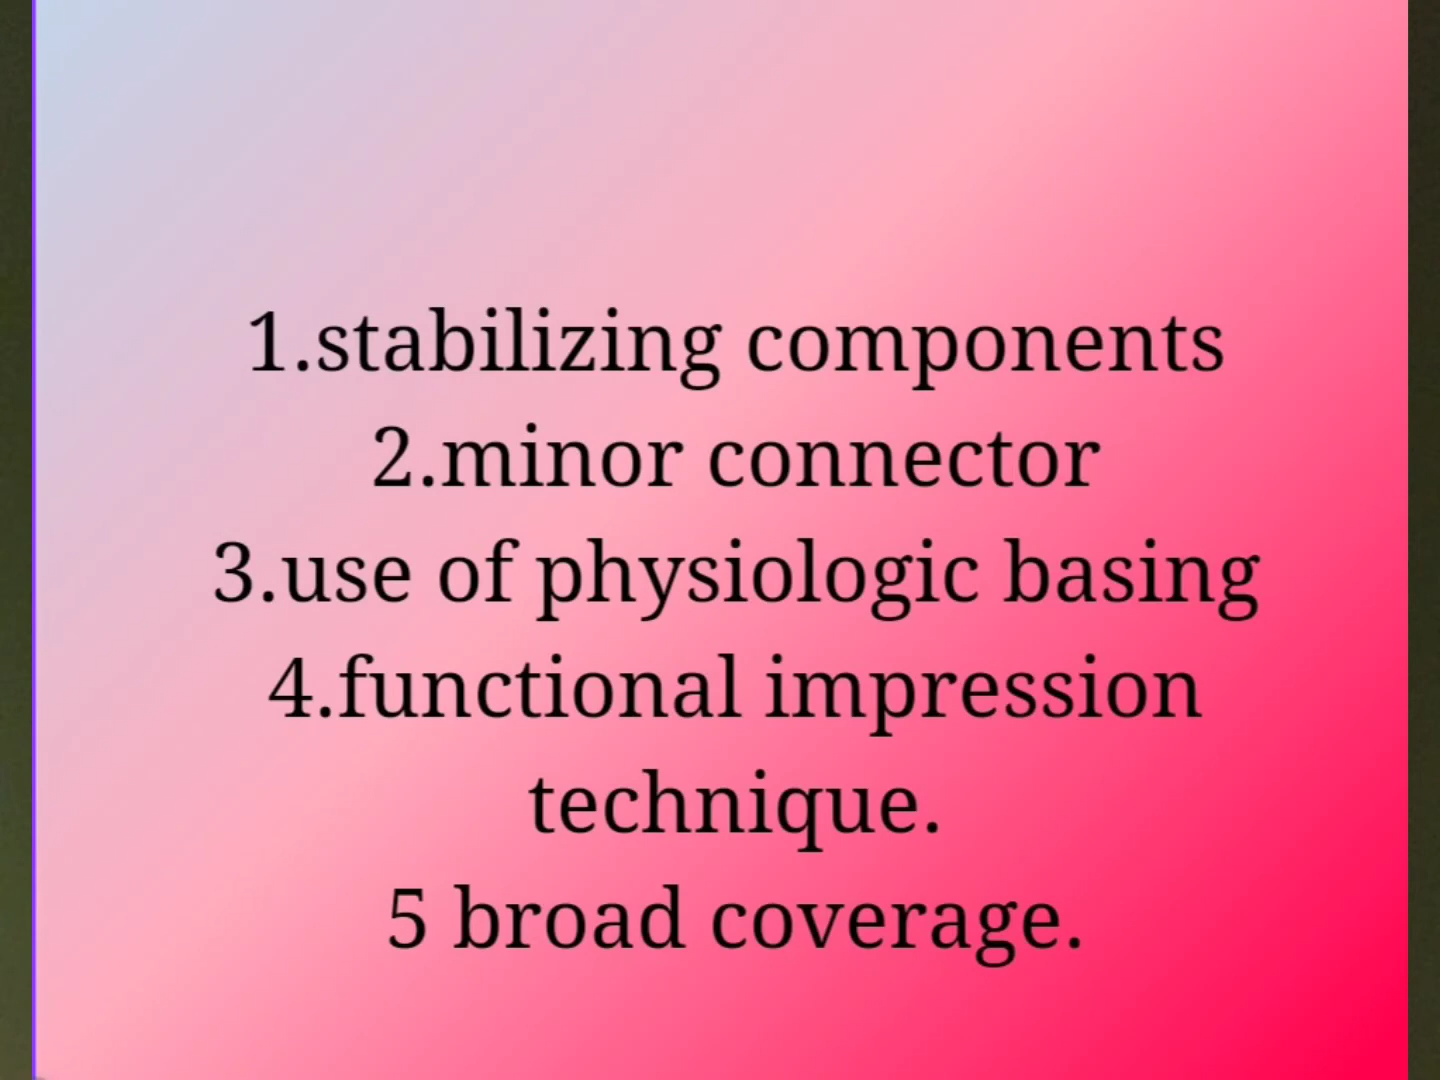 1.stabilizing components
2.minor connector
3.use of physiologic basing
4.functional impression
technique.
5 broad coverage.